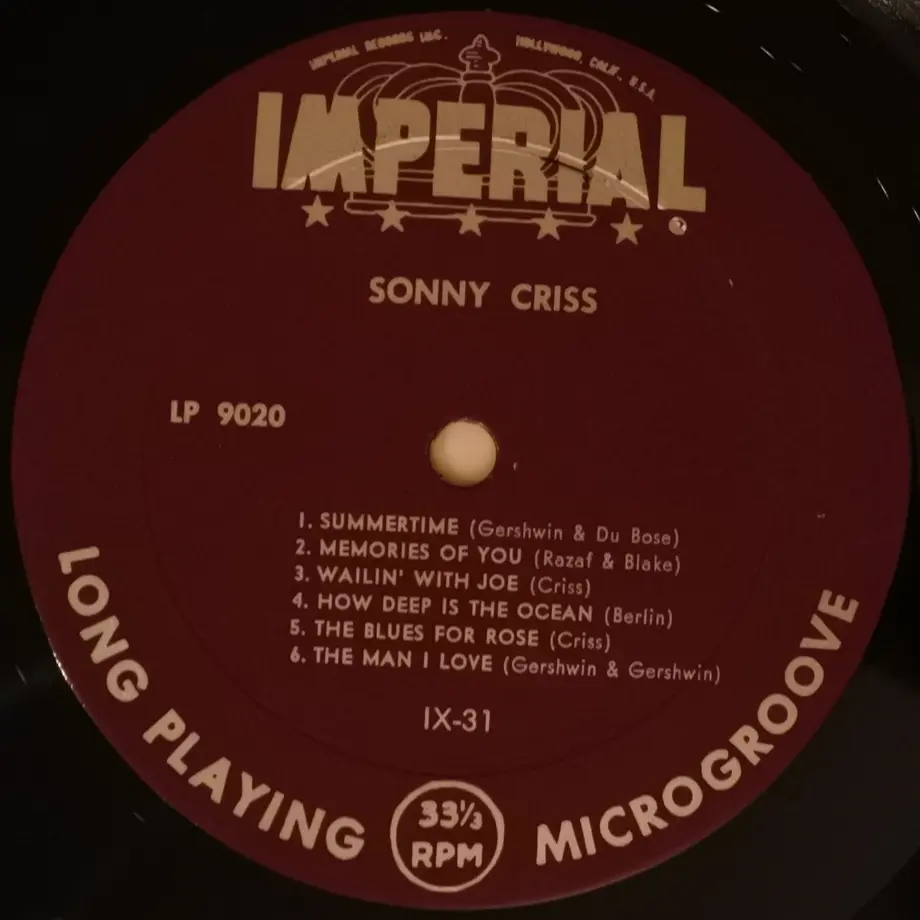 IMPERIAL RECORDS INC. HOLLYWOOD, CALIF., U.S.A.
IMPERIAL
SONNY CRISS
LP 9020
1. SUMMERTIME (Gershwin & Du Bose)
2. MEMORIES OF YOU (Razaf & Blake)
3. WAILIN' WITH JOE (Criss)
4. HOW DEEP IS THE OCEAN (Berlin)
5. THE BLUES FOR ROSE (Criss)
6. THE MAN I LOVE (Gershwin & Gershwin)
IX-31
LONG PLAYING
33⅓
RPM
MICROGROOVE